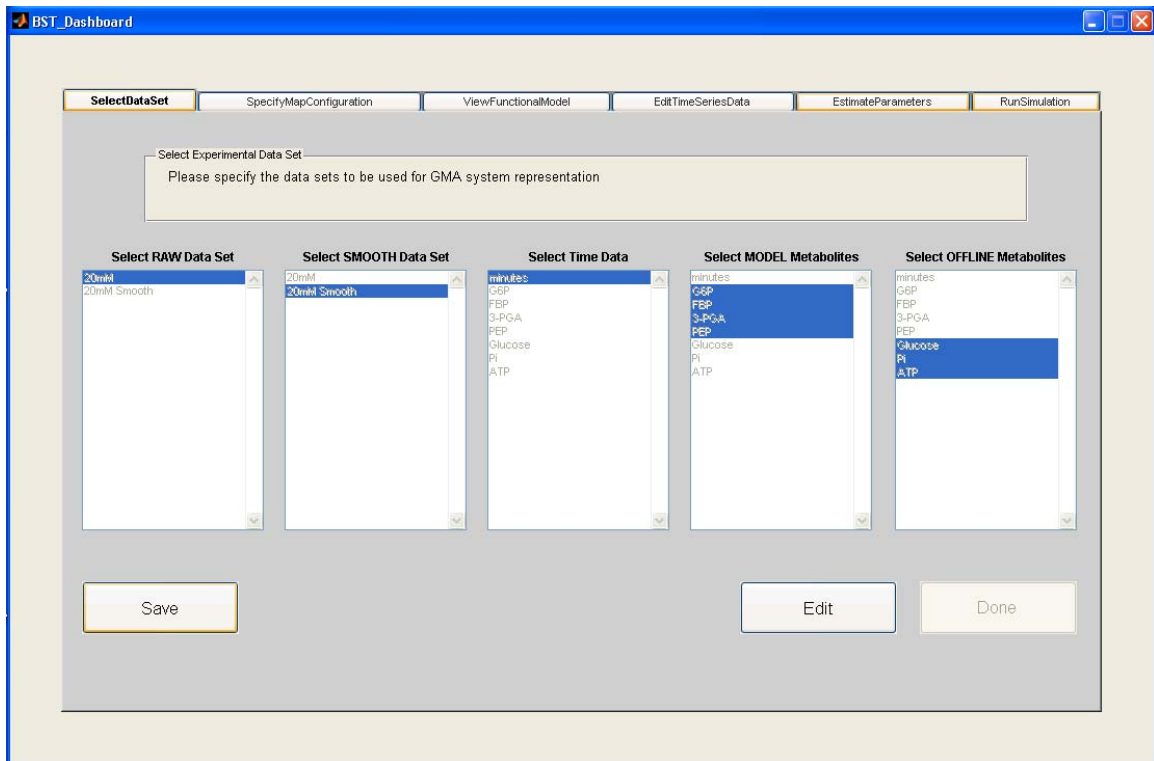 BST_Dashboard
SelectDataSet SpecifyMapConfiguration ViewFunctionalModel EditTimeSeriesData EstimateParameters RunSimulation
Select Experimental Data Set
Please specify the data sets to be used for GMA system representation
Select RAW Data Set
20mM
20mM Smooth
Select SMOOTH Data Set
20mM
20mM Smooth
Select Time Data
minutes
G6P
FBP
3-PGA
PEP
Glucose
Pi
ATP
Select MODEL Metabolites
minutes
G6P
FBP
3-PGA
PEP
Glucose
Pi
ATP
Select OFFLINE Metabolites
minutes
G6P
FBP
3-PGA
PEP
Glucose
Pi
ATP
Save
Edit
Done